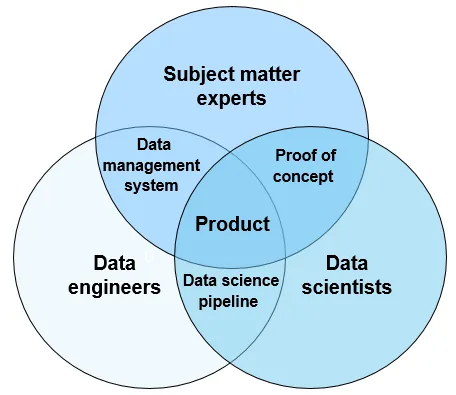 Subject matter
experts
Data
management
system
Proof of
concept
Product
Data
engineers
Data science
pipeline
Data
scientists